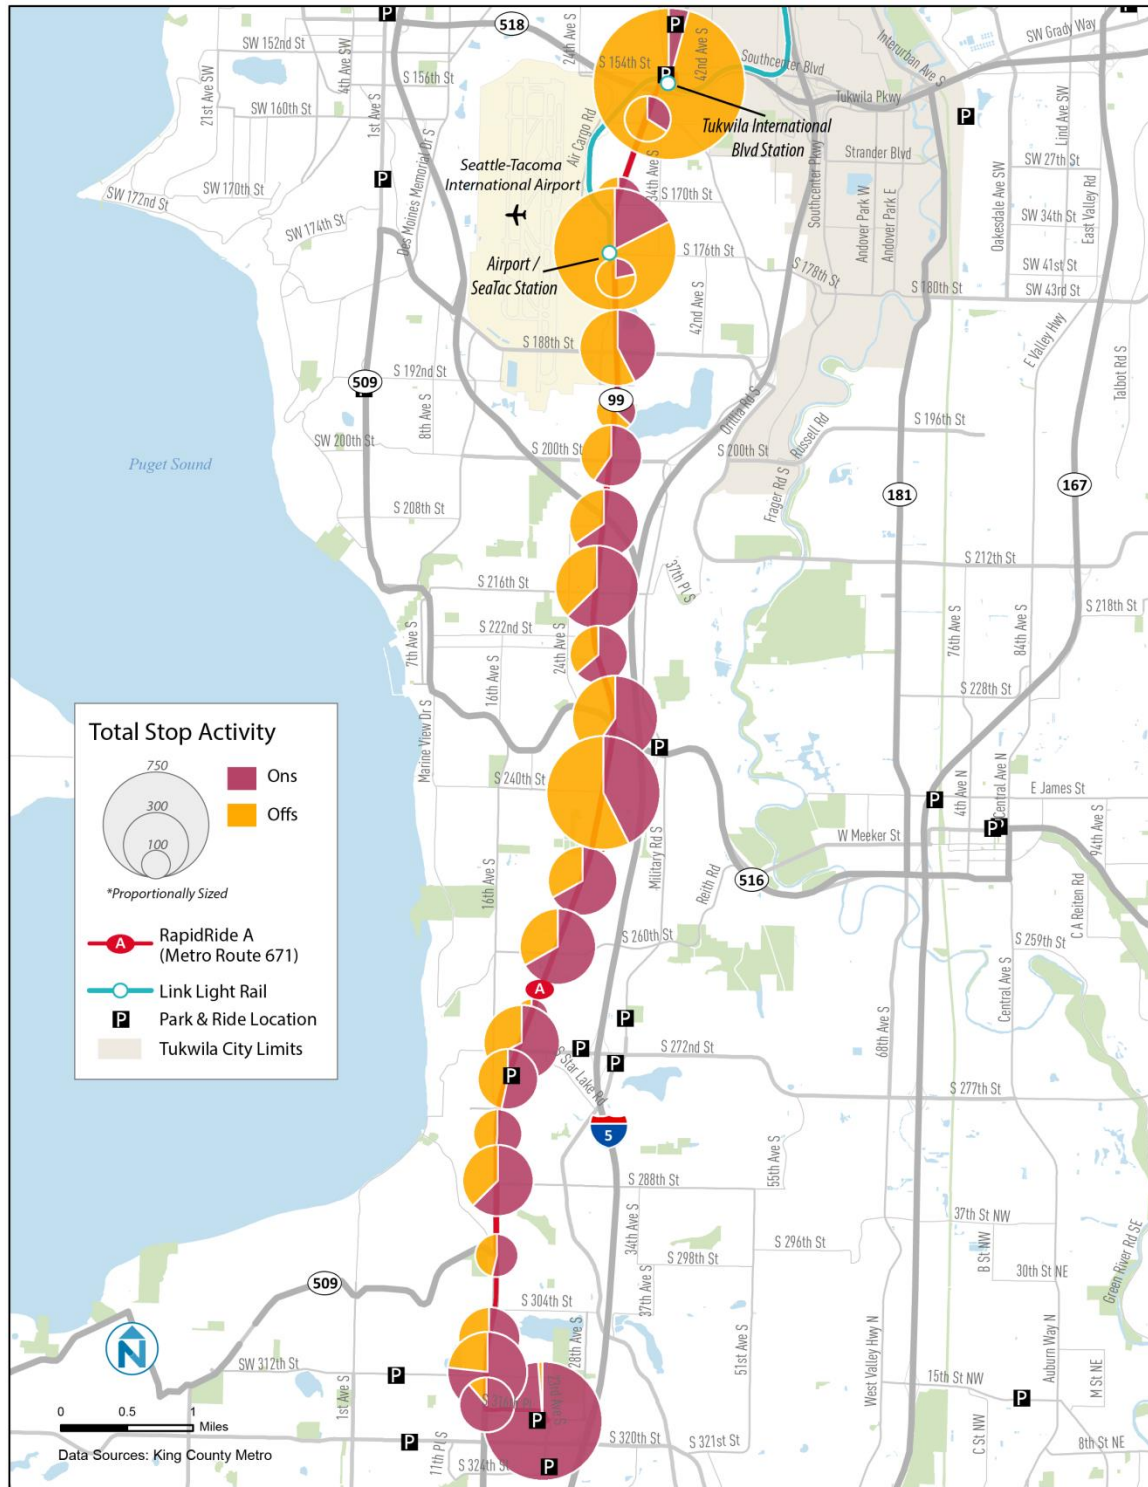 518
SW Grady Way
SW 152nd St
4th Ave SW
24th Ave S
S 154th St
42nd Ave S
Southcenter Blvd
Interurban Ave S
S 156th St
21st Ave SW
SW 160th St
1st Ave S
Des Moines Memorial Dr S
Air Cargo Rd
Tukwila International
Blvd Station
Tukwila Pkwy
Lind Ave SW
Strander Blvd
SW 27th St
Seattle-Tacoma
International Airport
34th Ave S
S 170th St
SW 170th St
SW 172nd St
SW 174th St
Southcenter Pkwy
Andover Park W
Andover Park E
Oakesdale Ave SW
SW 34th St
East Valley Rd
Airport /
SeaTac Station
S 176th St
S 178th St
SW 41st St
S 180th St
SW 43rd St
42nd Ave S
S 188th St
E Valley Hwy
Talbot Rd S
509
S 192nd St
8th Ave S
99
Orillia Rd S
Russell Rd
S 196th St
SW 200th St
S 200th St
S 200th St
Puget Sound
Frager Rd S
181
167
S 208th St
S 212th St
37th Pl S
S 216th St
S 218th St
S 222nd St
7th Ave S
24th Ave S
16th Ave S
76th Ave S
84th Ave S
S 228th St
Marine View Dr S
S 240th St
4th Ave N
Central Ave N
E James St
W Meeker St
94th Ave S
Military Rd S
Reith Rd
516
16th Ave S
C A Reiten Rd
S 259th St
S 260th St
Central Ave S
68th Ave S
A
S 272nd St
S Star Lake Rd
S 277th St
5
55th Ave S
S 288th St
34th Ave S
37th St NW
B St NW
S 296th St
S 298th St
30th St NE
Green River Rd SE
509
37th Ave S
S 304th St
28th Ave S
51st Ave S
West Valley Hwy N
Auburn Way N
M St NE
SW 312th St
1st Ave S
23rd Ave S
15th St NW
C St NW
8th St NE
S 320th St
S 321st St
11th Pl S
S 324th St
Total Stop Activity
750
300
100
*Proportionally Sized
Ons
Offs
A
RapidRide A
(Metro Route 671)
Link Light Rail
P
Park & Ride Location
Tukwila City Limits
N
0 0.5 1
Miles
Data Sources: King County Metro